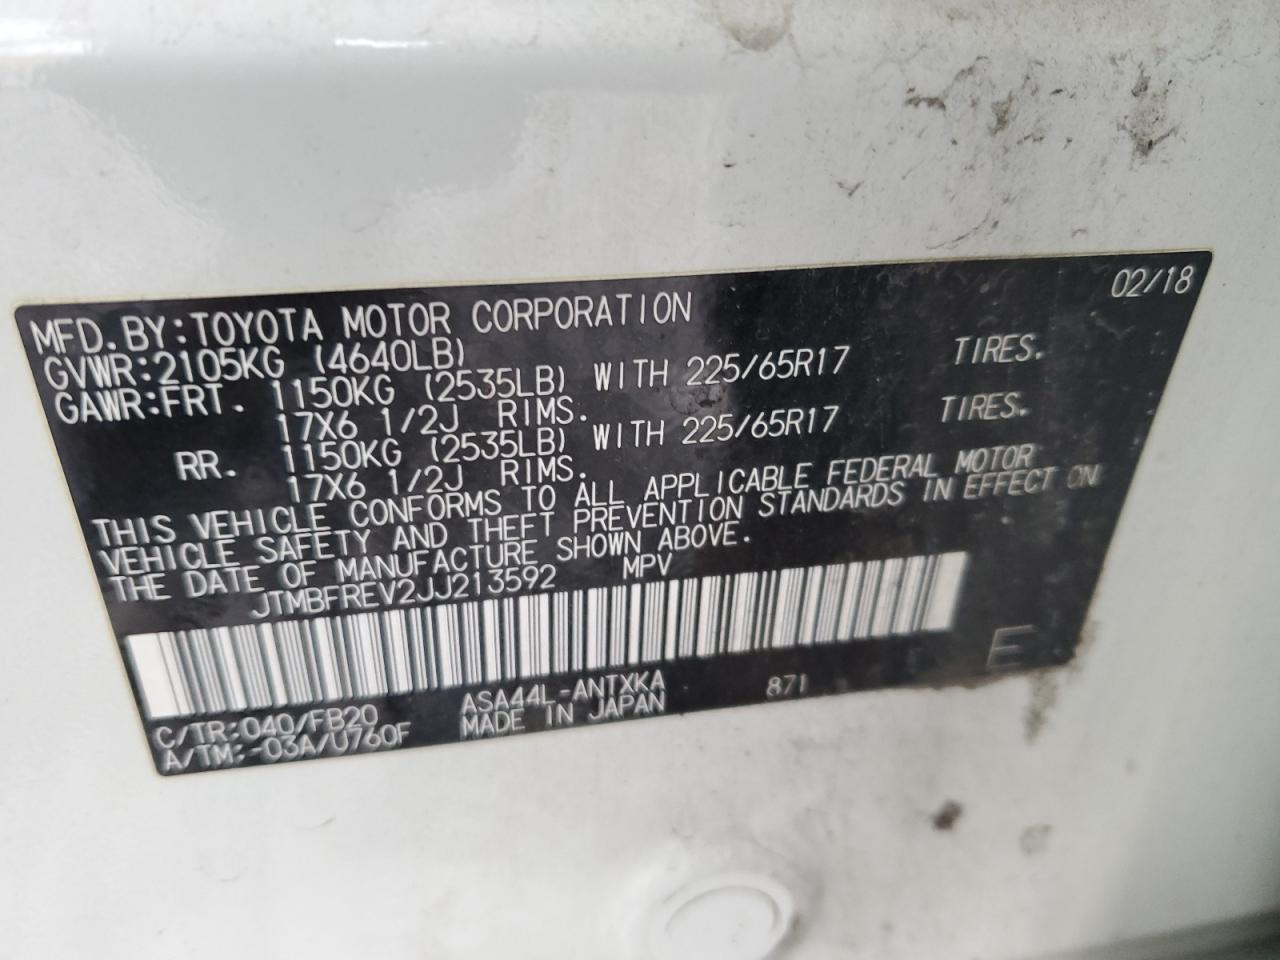 02/18
MFD. BY:TOYOTA MOTOR CORPORATION
GVWR:2105KG (4640LB)
GAWR:FRT. 1150KG (2535LB) WITH 225/65R17 TIRES.
17X6 1/2J RIMS.
RR. 1150KG (2535LB) WITH 225/65R17 TIRES.
17X6 1/2J RIMS.
THIS VEHICLE CONFORMS TO ALL APPLICABLE FEDERAL MOTOR
VEHICLE SAFETY AND THEFT PREVENTION STANDARDS IN EFFECT ON
THE DATE OF MANUFACTURE SHOWN ABOVE.
JTMBFREV2JJ213592 MPV
C/TR:040/FB20 ASA44L-ANTXKA 871 E
A/TM:-03A/U760F MADE IN JAPAN